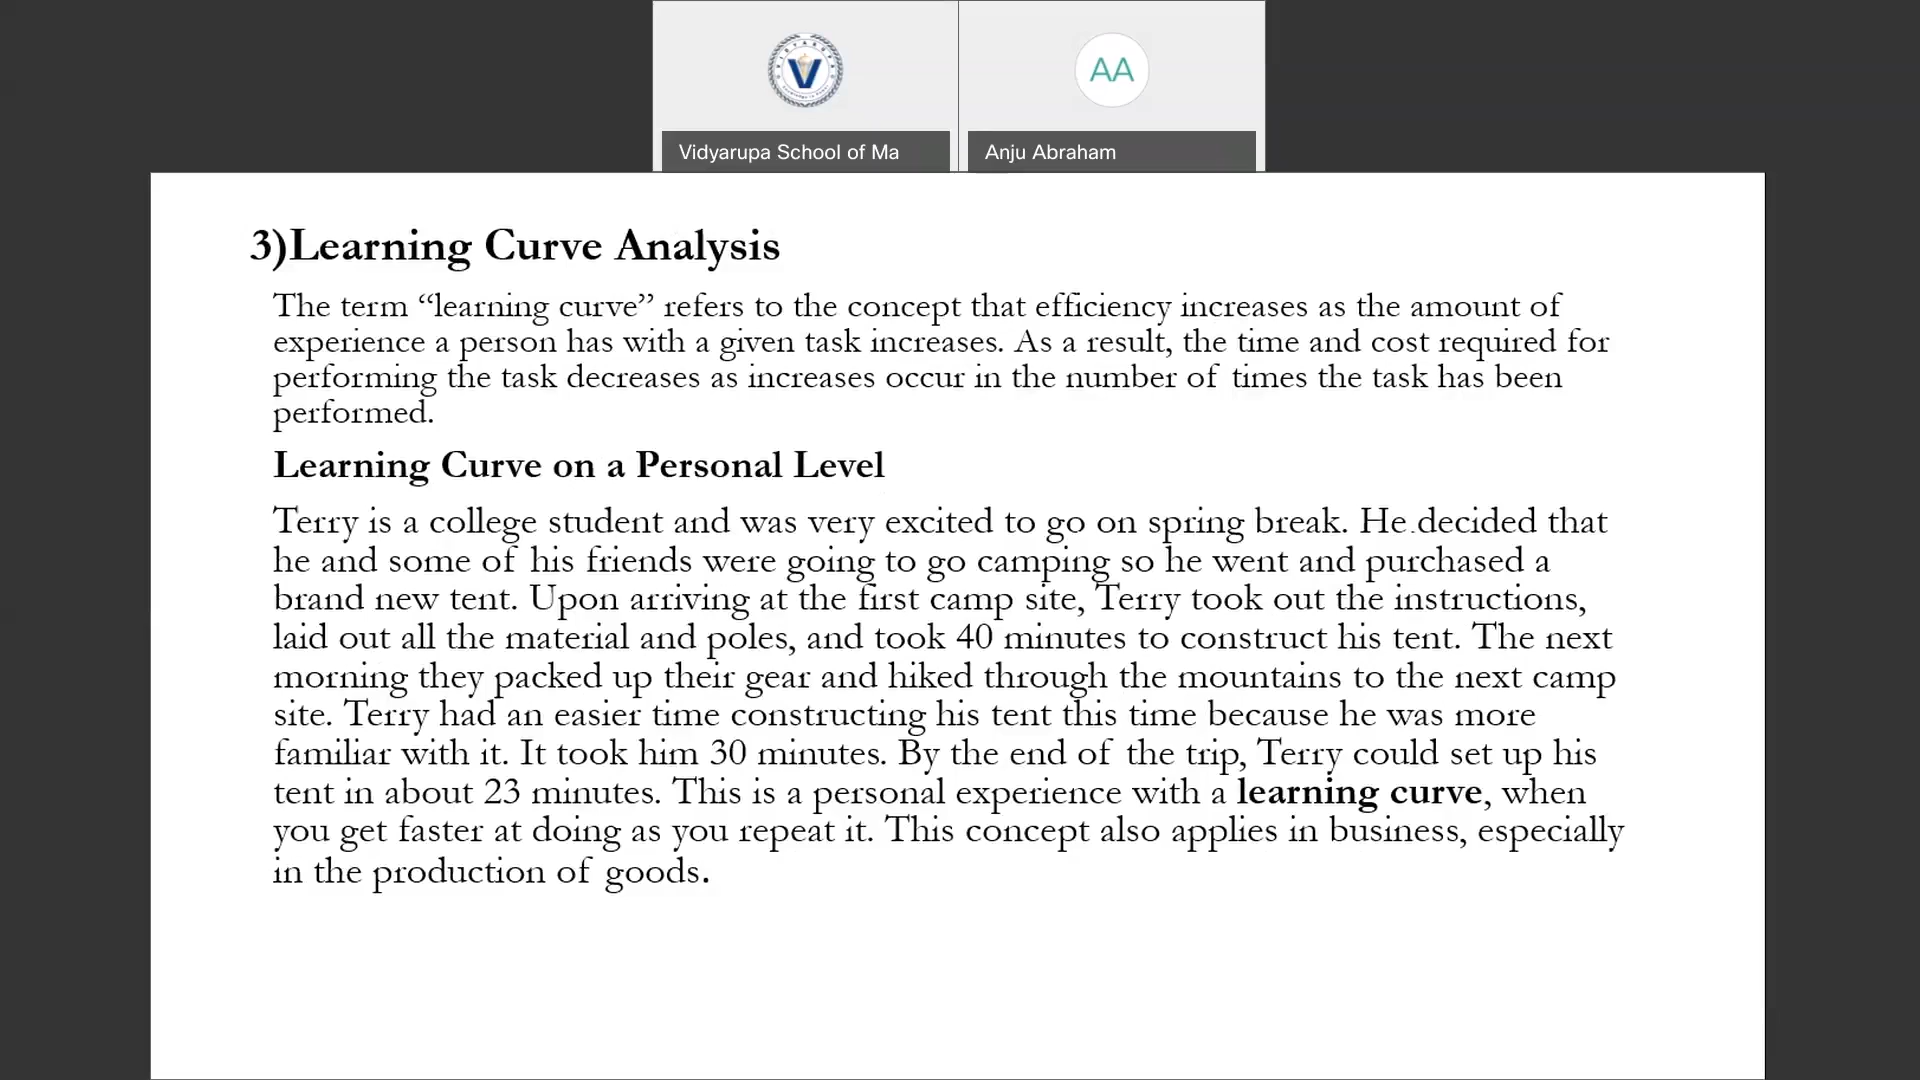 V
AA
Vidyarupa School of Ma
Anju Abraham
3)Learning Curve Analysis
The term “learning curve” refers to the concept that efficiency increases as the amount of
experience a person has with a given task increases. As a result, the time and cost required for
performing the task decreases as increases occur in the number of times the task has been
performed.
Learning Curve on a Personal Level
Terry is a college student and was very excited to go on spring break. He decided that
he and some of his friends were going to go camping so he went and purchased a
brand new tent. Upon arriving at the first camp site, Terry took out the instructions,
laid out all the material and poles, and took 40 minutes to construct his tent. The next
morning they packed up their gear and hiked through the mountains to the next camp
site. Terry had an easier time constructing his tent this time because he was more
familiar with it. It took him 30 minutes. By the end of the trip, Terry could set up his
tent in about 23 minutes. This is a personal experience with a learning curve, when
you get faster at doing as you repeat it. This concept also applies in business, especially
in the production of goods.